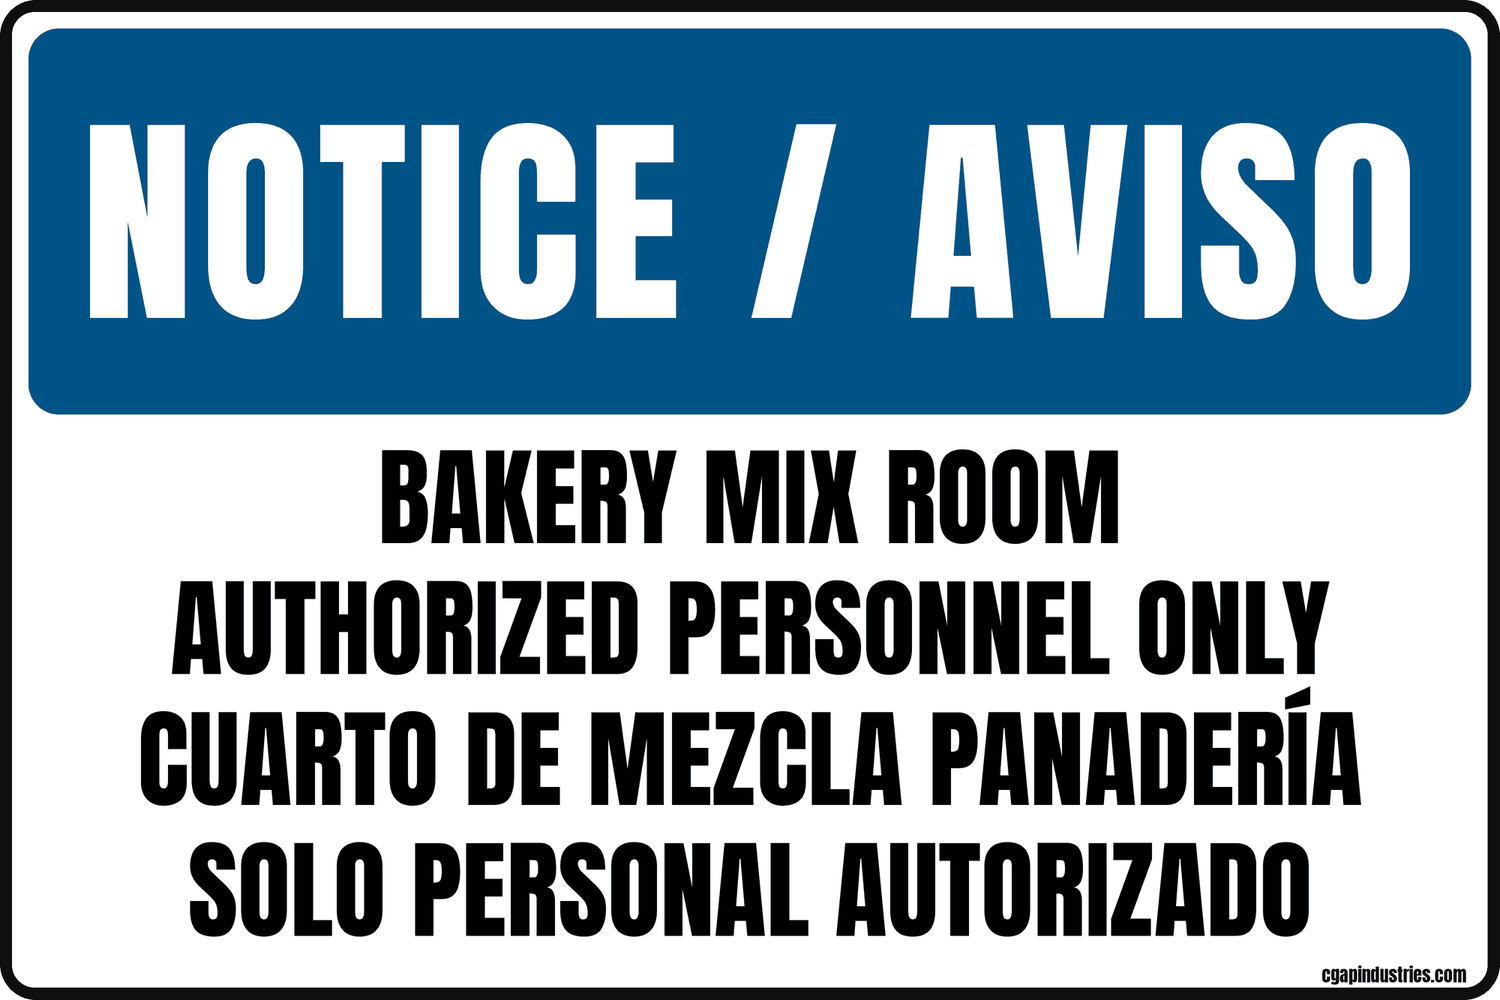 NOTICE / AVISO
BAKERY MIX ROOM
AUTHORIZED PERSONNEL ONLY
CUARTO DE MEZCLA PANADERÍA
SOLO PERSONAL AUTORIZADO
cgapindustries.com